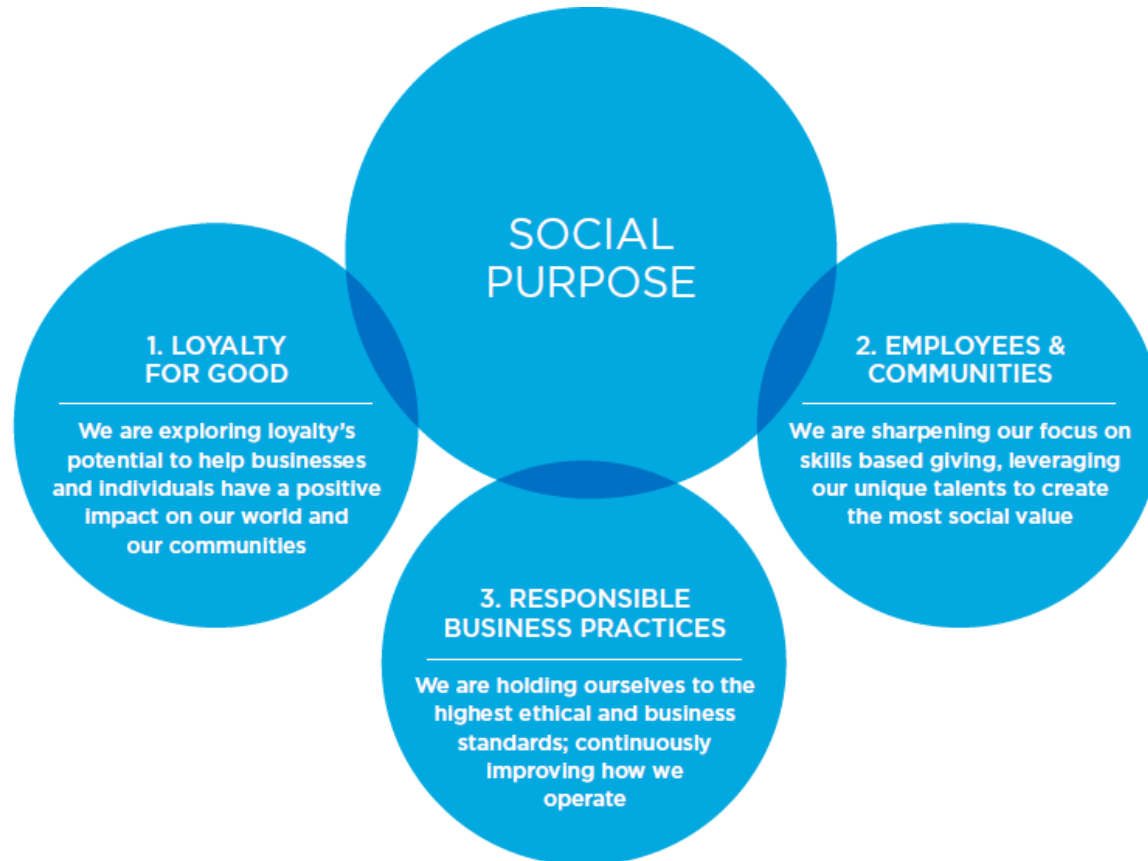 SOCIAL
PURPOSE
1. LOYALTY
FOR GOOD
We are exploring loyalty's
potential to help businesses
and individuals have a positive
impact on our world and
our communities
2. EMPLOYEES &
COMMUNITIES
We are sharpening our focus on
skills based giving, leveraging
our unique talents to create
the most social value
3. RESPONSIBLE
BUSINESS PRACTICES
We are holding ourselves to the
highest ethical and business
standards; continuously
improving how we
operate